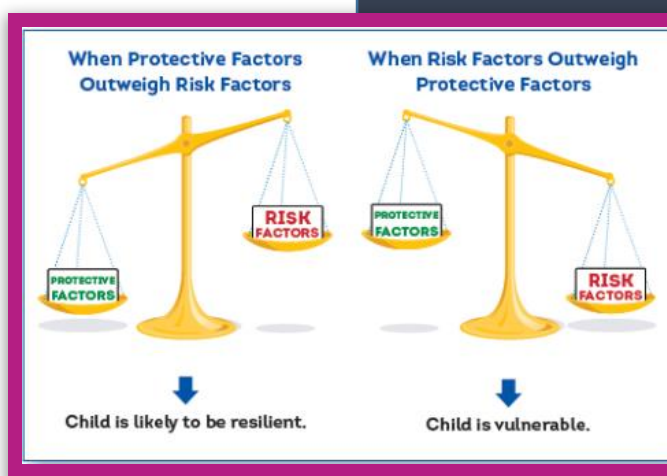 When Protective Factors
Outweigh Risk Factors
PROTECTIVE
FACTORS
RISK
FACTORS
Child is likely to be resilient.
When Risk Factors Outweigh
Protective Factors
PROTECTIVE
FACTORS
RISK
FACTORS
Child is vulnerable.